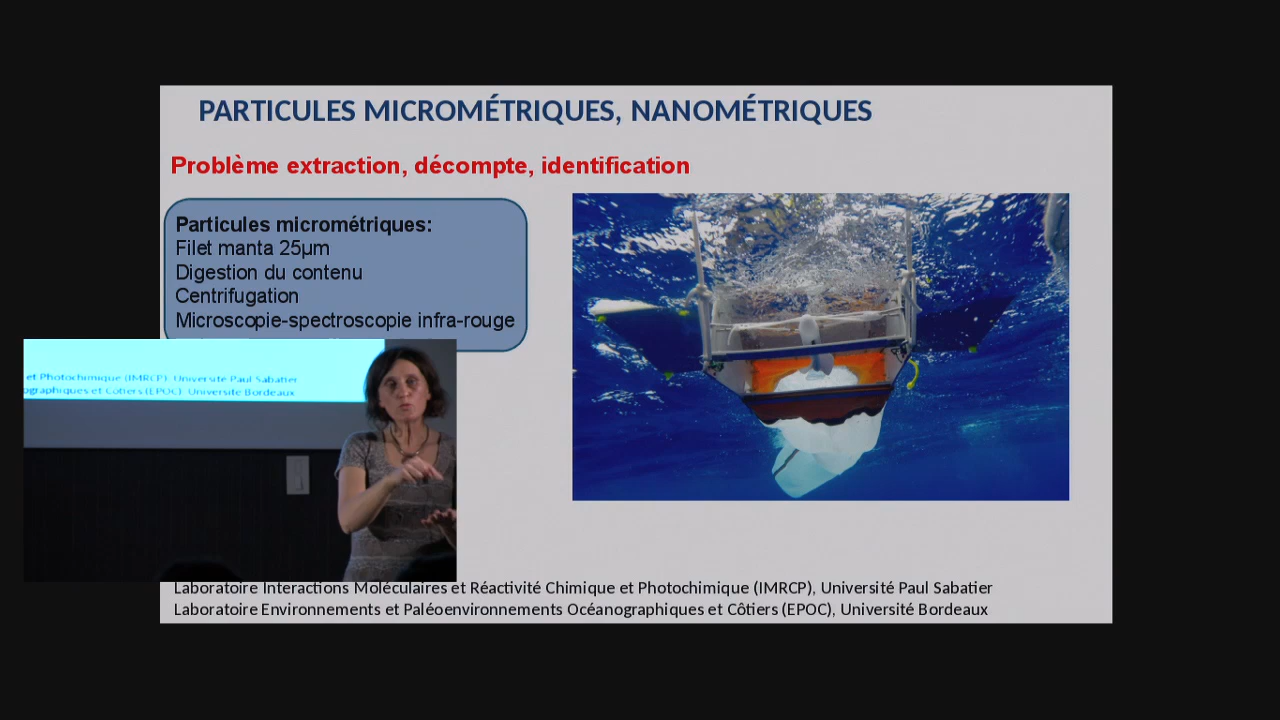 PARTICULES MICROMÉTRIQUES, NANOMÉTRIQUES
Problème extraction, décompte, identification
Particules micrométriques:
Filet manta 25µm
Digestion du contenu
Centrifugation
Microscopie-spectroscopie infra-rouge
et Photochimique (IMRCP), Université Paul Sabatier
ographiques et Côtiers (EPOC), Université Bordeaux
Laboratoire Interactions Moléculaires et Réactivité Chimique et Photochimique (IMRCP), Université Paul Sabatier
Laboratoire Environnements et Paléoenvironnements Océanographiques et Côtiers (EPOC), Université Bordeaux